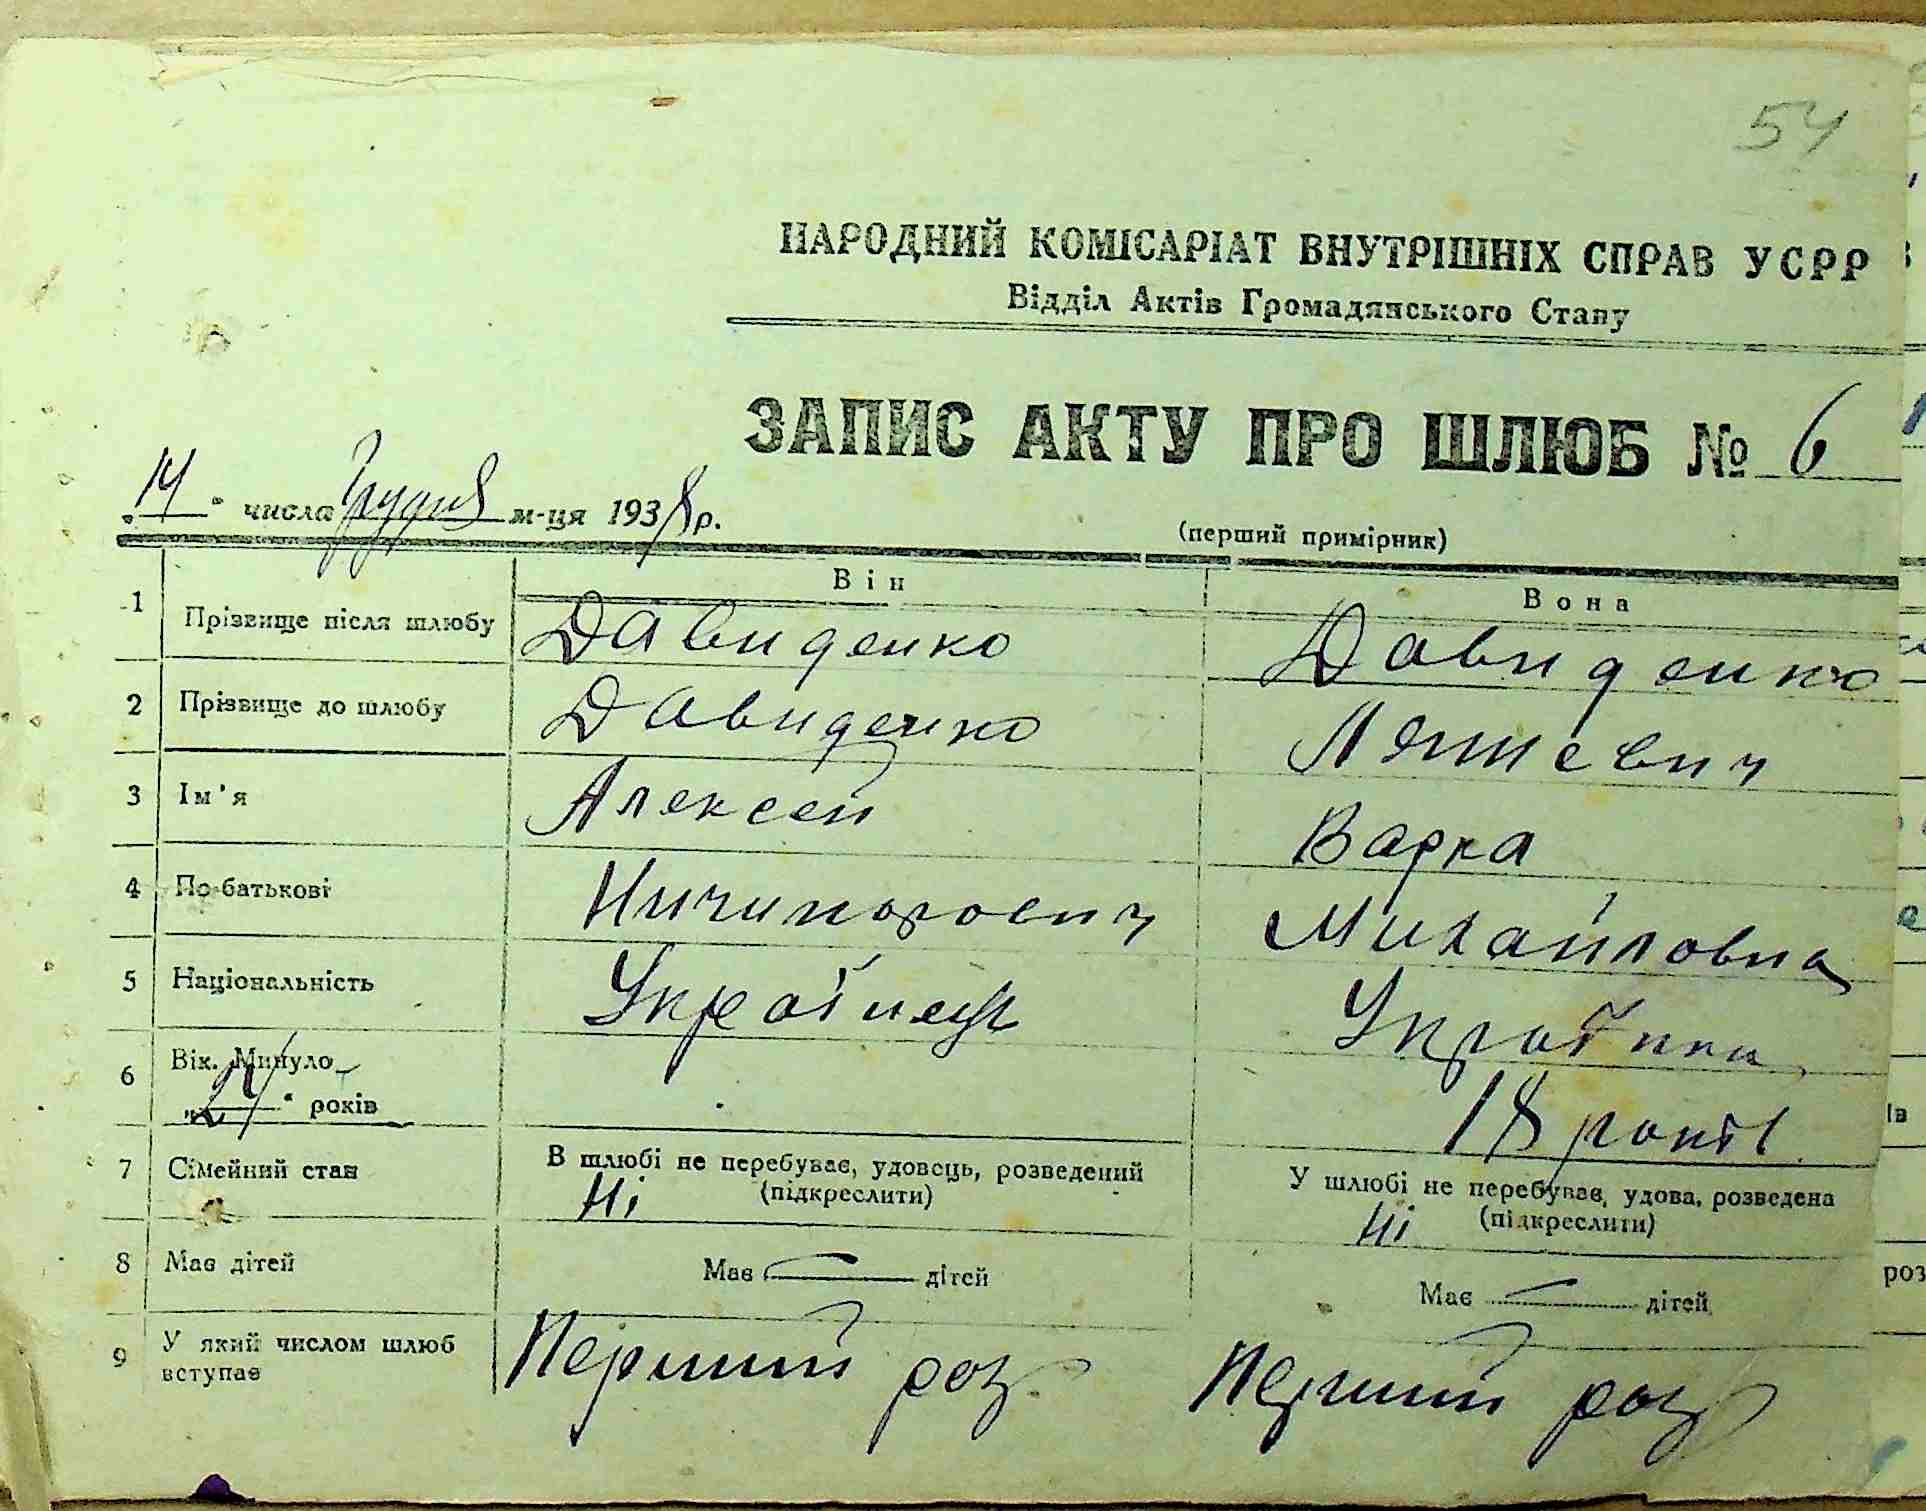 54
НАРОДНИЙ КОМІСАРІАТ ВНУТРІШНІХ СПРАВ УСРР
Відділ Актів Громадянського Стану
ЗАПИС АКТУ ПРО ШЛЮБ № 6
"14" числа Грудня м-ця 1938 р.
(перший примірник)
Він Вона
1 Прізвище після шлюбу Давиденко Давиденко
2 Прізвище до шлюбу Давиденко
3 Ім'я Алексей Варка
4 По-батькові Ничипорович Михайловна
5 Національність Українець Українка
6 Вік. Минуло
" " років 18 років
7 Сімейний стан В шлюбі не перебуває, удовець, розведений У шлюбі не перебуває, удова, розведена
Ні (підкреслити) Ні (підкреслити)
8 Має дітей Має — дітей Має — дітей
9 У який числом шлюб вступає Перший раз Перший раз